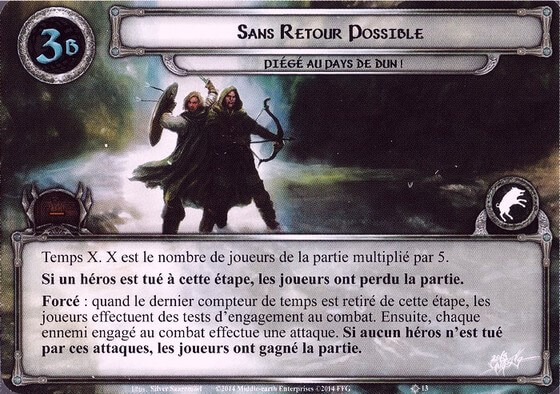 3B
SANS RETOUR POSSIBLE
PIÉGÉ AU PAYS DE DUN !
Temps X. X est le nombre de joueurs de la partie multiplié par 5.
Si un héros est tué à cette étape, les joueurs ont perdu la partie.
Forcé : quand le dernier compteur de temps est retiré de cette étape, les
joueurs effectuent des tests d'engagement au combat. Ensuite, chaque
ennemi engagé au combat effectue une attaque. Si aucun héros n'est tué
par ces attaques, les joueurs ont gagné la partie.
Illus. Silver Saaremael ©2014 Middle-earth Enterprises ©2014 FFG 13